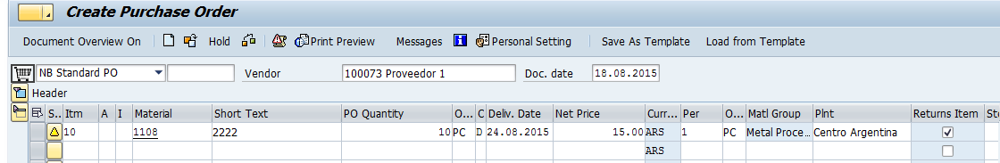 Create Purchase Order
Document Overview On Hold Print Preview Messages Personal Setting Save As Template Load from Template
NB Standard PO Vendor 100073 Proveedor 1 Doc. date 18.08.2015
Header
S.. Itm A I Material Short Text PO Quantity O... C Deliv. Date Net Price Curr... Per O... Matl Group Plnt Returns Item Sto
10 1108 2222 10 PC D 24.08.2015 15.00 ARS 1 PC Metal Proce... Centro Argentina
ARS